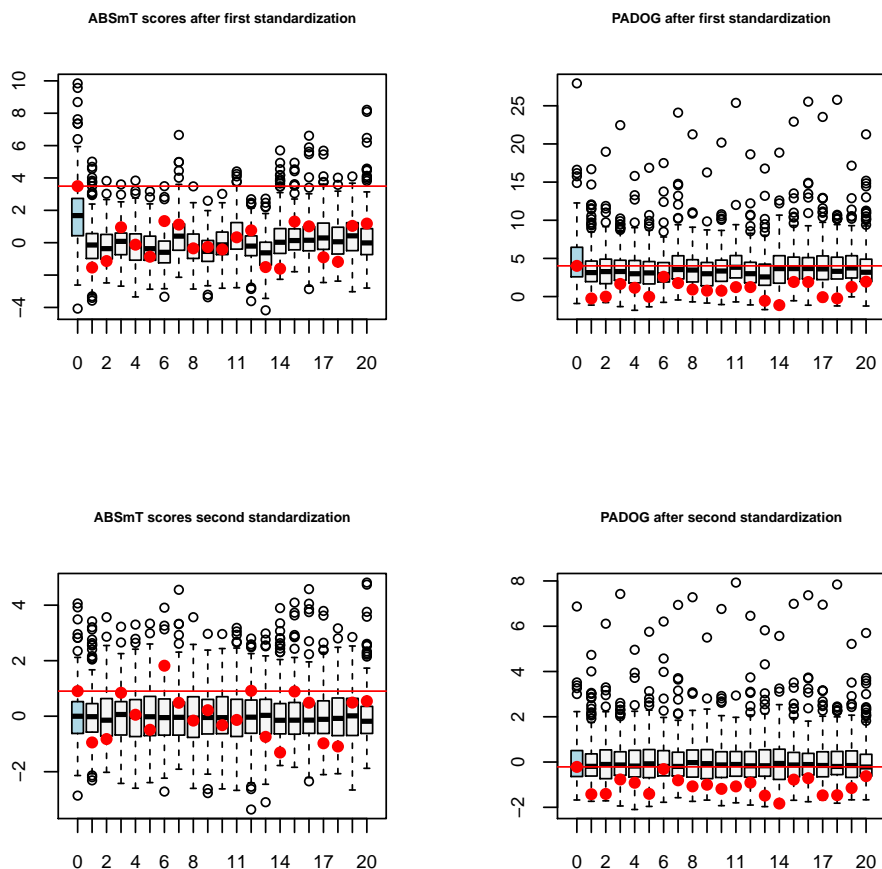 ABSmT scores after first standardization
PADOG after first standardization
10
8
6
4
2
0
−4
25
20
15
10
5
0
0 2 4 6 8 11 14 17 20
0 2 4 6 8 11 14 17 20
ABSmT scores second standardization
PADOG after second standardization
4
2
0
−2
8
6
4
2
0
−2
0 2 4 6 8 11 14 17 20
0 2 4 6 8 11 14 17 20